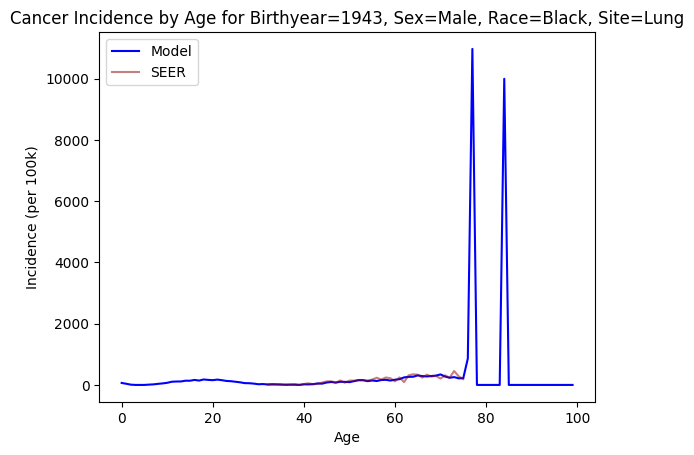 Cancer Incidence by Age for Birthyear=1943, Sex=Male, Race=Black, Site=Lung
Model
SEER
Incidence (per 100k)
10000
8000
6000
4000
2000
0
0 20 40 60 80 100
Age